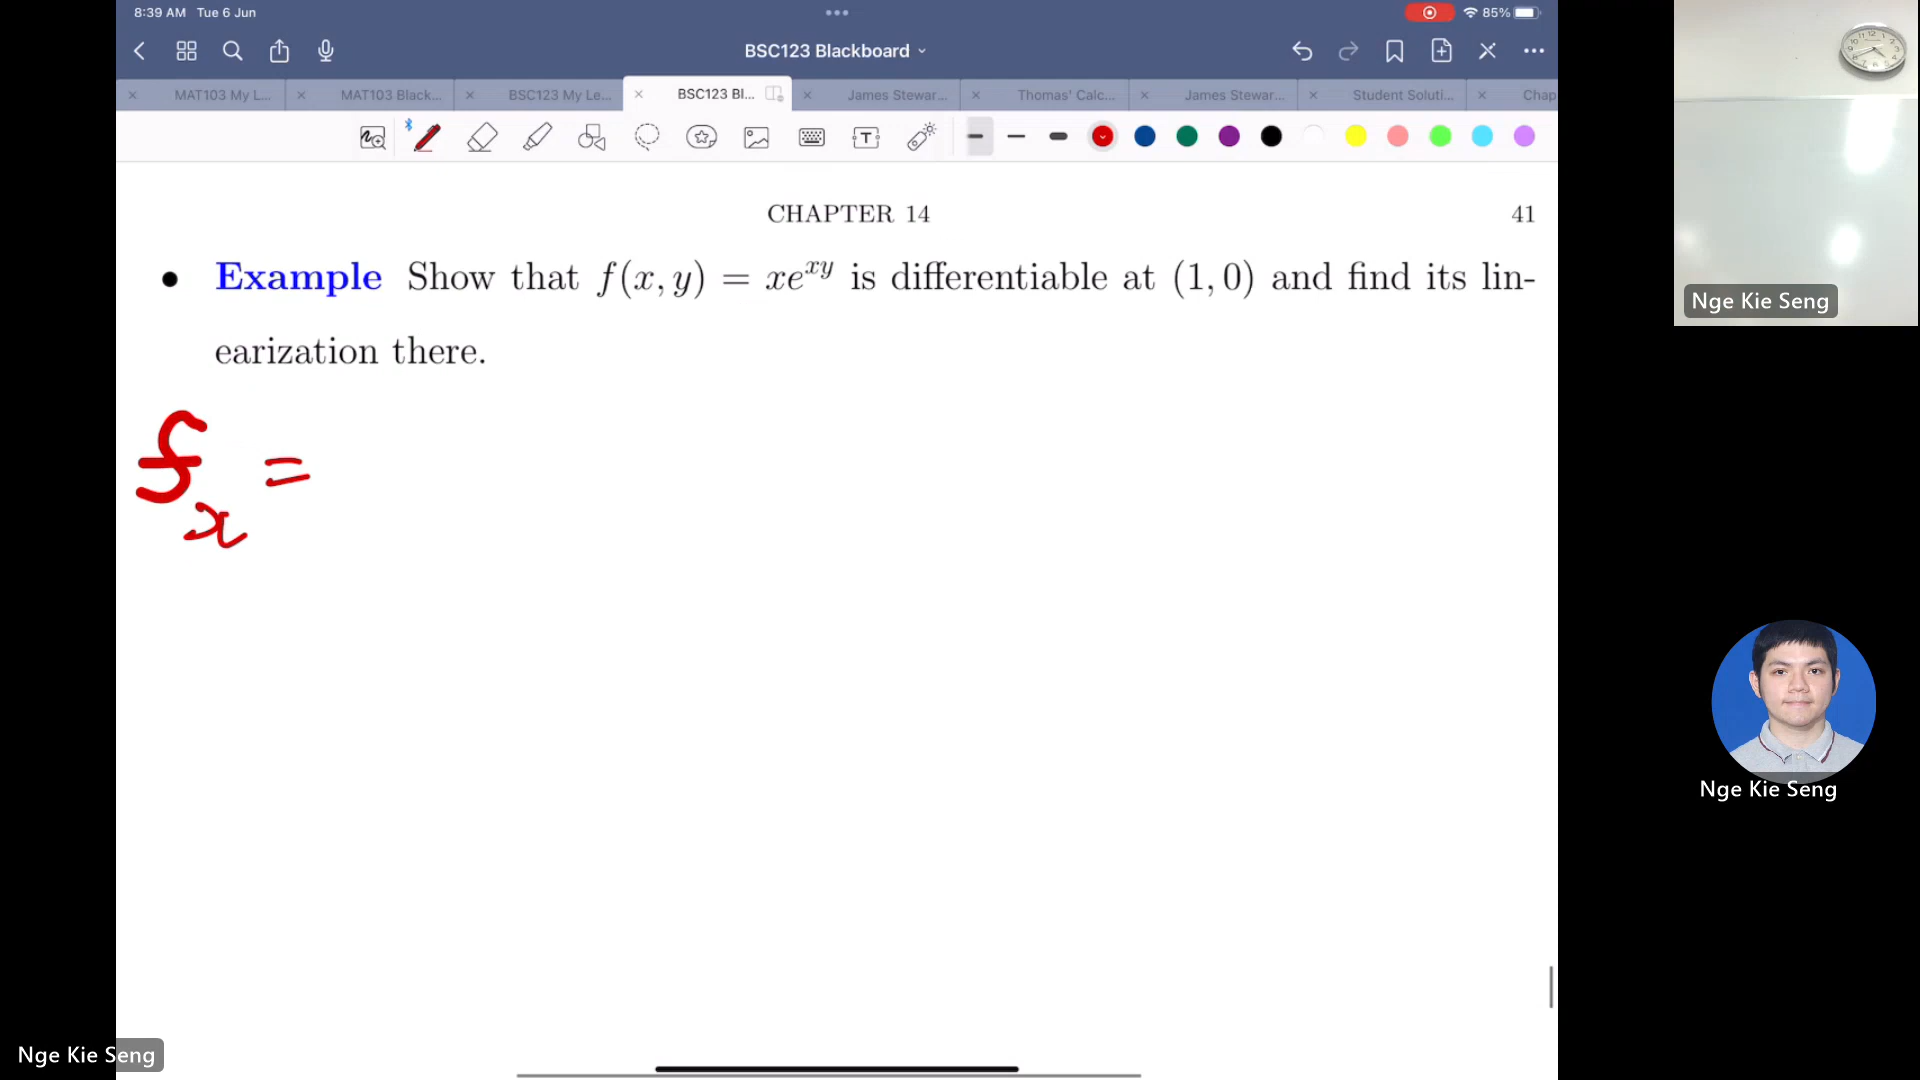 8:39 AM Tue 6 Jun
85%
BSC123 Blackboard
MAT103 My L...
MAT103 Black...
BSC123 My Le...
BSC123 Bl...
James Stewar...
Thomas' Calc...
James Stewar...
Student Soluti...
Chap
CHAPTER 14 41
• Example Show that f(x, y) = xe^{xy} is differentiable at (1, 0) and find its lin-
earization there.
f_x =
Nge Kie Seng
Nge Kie Seng
Nge Kie Seng